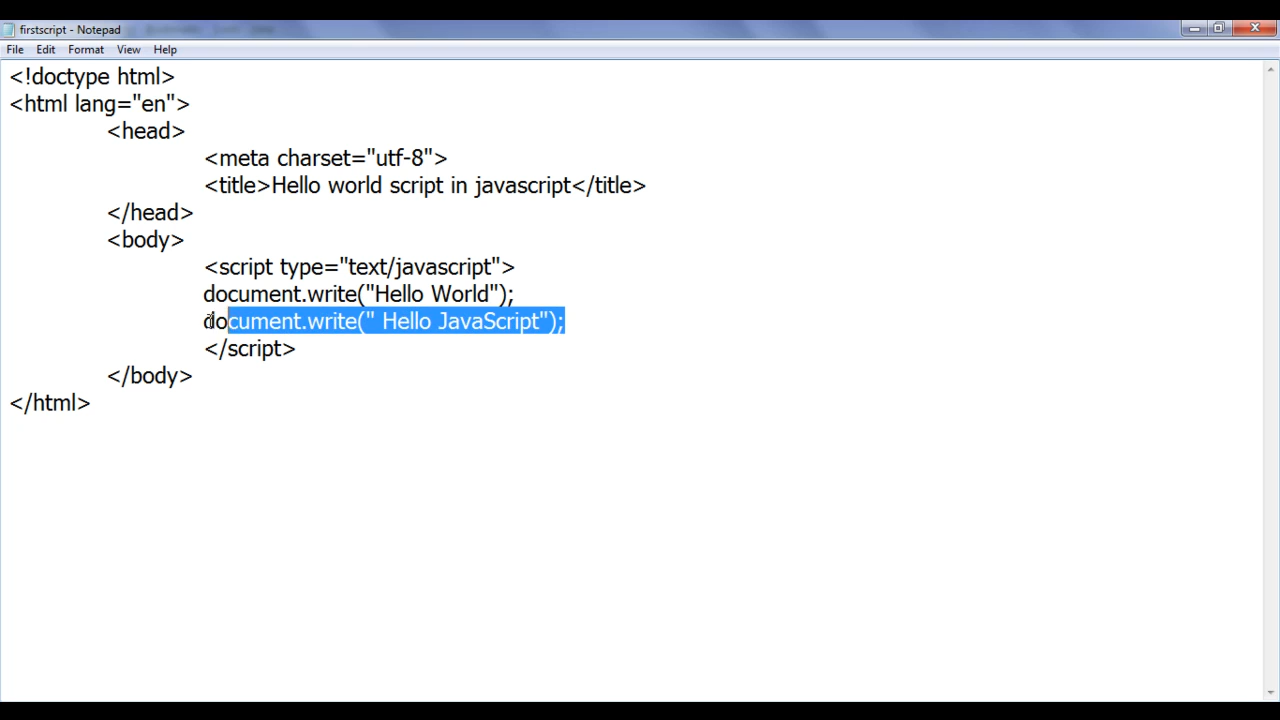 firstscript - Notepad
File Edit Format View Help
<!doctype html>
<html lang="en">
<head>
<meta charset="utf-8">
<title>Hello world script in javascript</title>
</head>
<body>
<script type="text/javascript">
document.write("Hello World");
document.write(" Hello JavaScript");
</script>
</body>
</html>